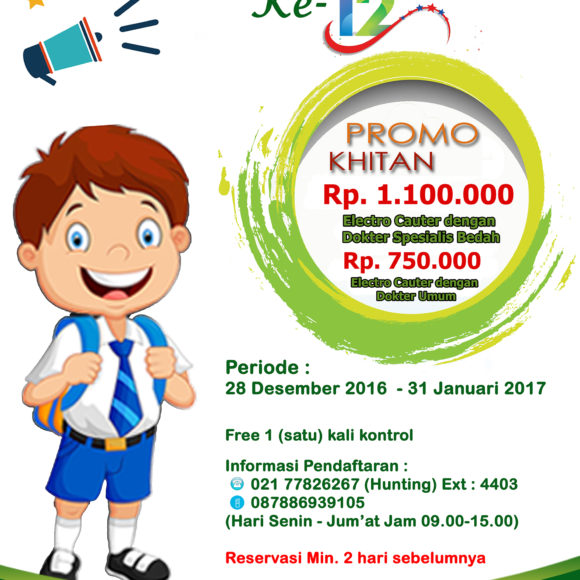 Ke-12
PROMO
KHITAN
Rp. 1.100.000
Electro Cauter dengan
Dokter Spesialis Bedah
Rp. 750.000
Electro Cauter dengan
Dokter Umum
Periode :
28 Desember 2016 - 31 Januari 2017
Free 1 (satu) kali kontrol
Informasi Pendaftaran :
021 77826267 (Hunting) Ext : 4403
087886939105
(Hari Senin - Jum'at Jam 09.00-15.00)
Reservasi Min. 2 hari sebelumnya